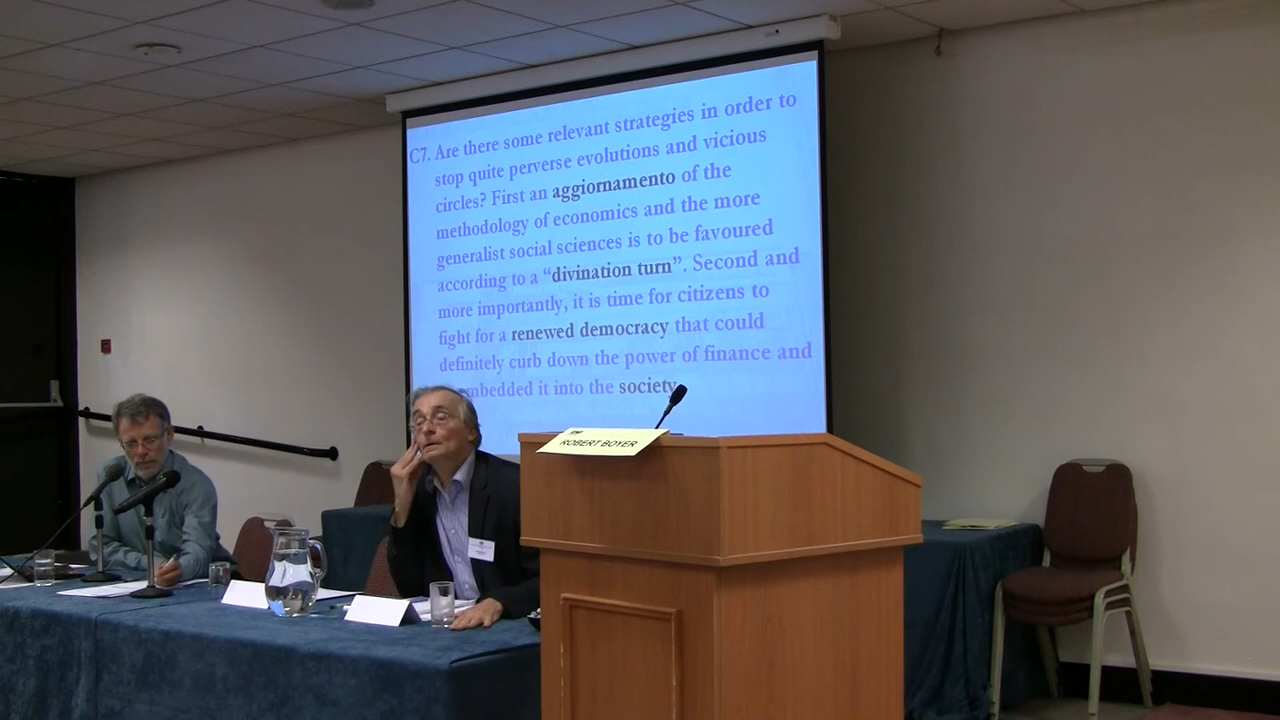 C7. Are there some relevant strategies in order to
stop quite perverse evolutions and vicious
circles? First an aggiornamento of the
methodology of economics and the more
generalist social sciences is to be favoured
according to a “divination turn”. Second and
more importantly, it is time for citizens to
fight for a renewed democracy that could
definitely curb down the power of finance and
embedded it into the society
ROBERT BOYER